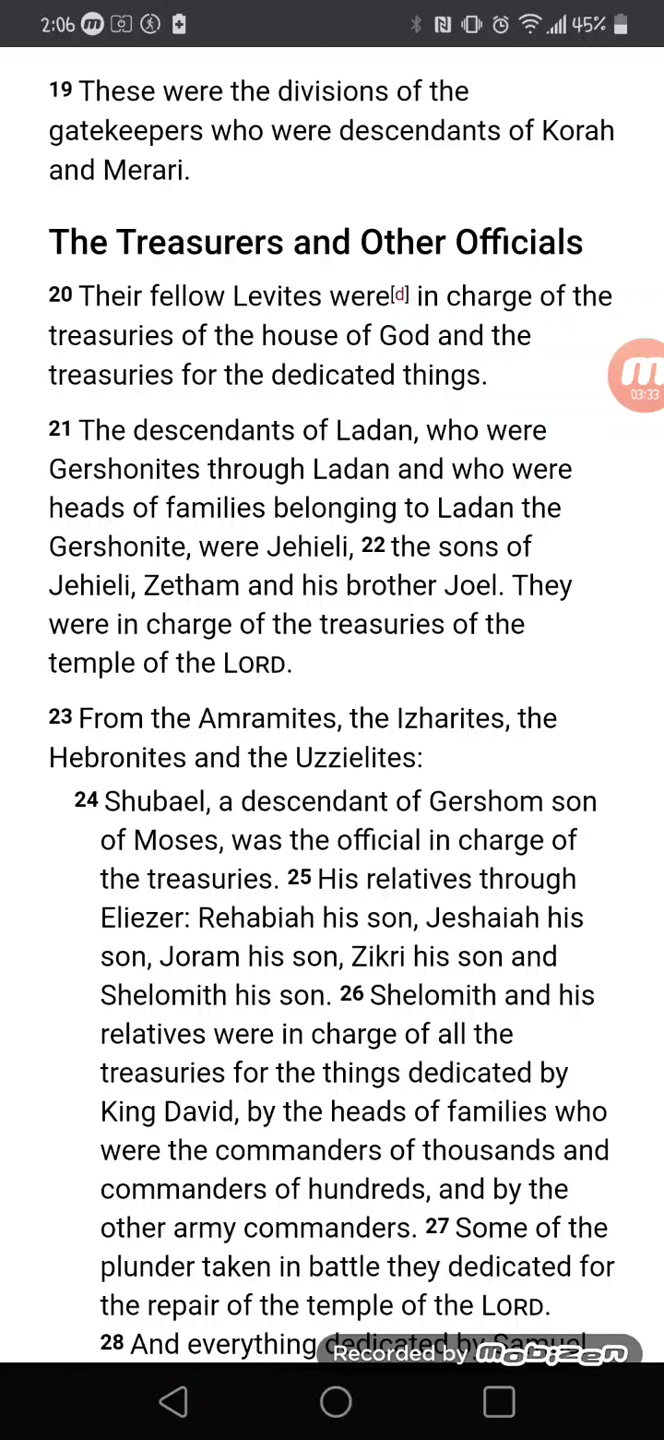 2:06 45%
19 These were the divisions of the
gatekeepers who were descendants of Korah
and Merari.
The Treasurers and Other Officials
20 Their fellow Levites were[d] in charge of the
treasuries of the house of God and the
treasuries for the dedicated things.
03:33
21 The descendants of Ladan, who were
Gershonites through Ladan and who were
heads of families belonging to Ladan the
Gershonite, were Jehieli, 22 the sons of
Jehieli, Zetham and his brother Joel. They
were in charge of the treasuries of the
temple of the LORD.
23 From the Amramites, the Izharites, the
Hebronites and the Uzzielites:
24 Shubael, a descendant of Gershom son
of Moses, was the official in charge of
the treasuries. 25 His relatives through
Eliezer: Rehabiah his son, Jeshaiah his
son, Joram his son, Zikri his son and
Shelomith his son. 26 Shelomith and his
relatives were in charge of all the
treasuries for the things dedicated by
King David, by the heads of families who
were the commanders of thousands and
commanders of hundreds, and by the
other army commanders. 27 Some of the
plunder taken in battle they dedicated for
the repair of the temple of the LORD.
28 And everything dedicated by Samuel
Recorded by mobizen